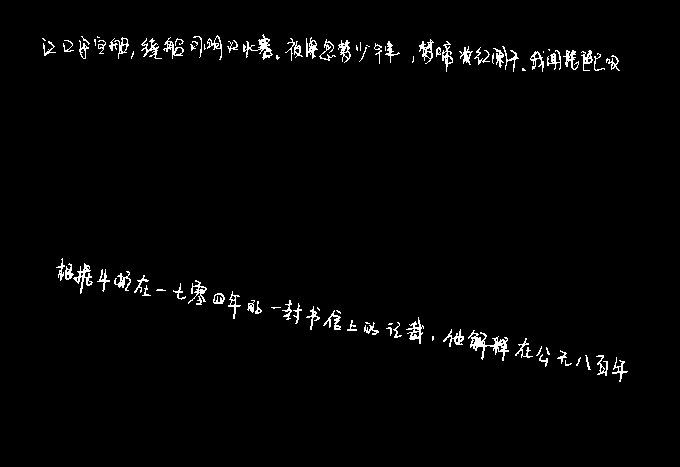 江口守空船，绕船月明江水寒。夜深忽梦少年事，梦啼妆红阑干。我闻琵琶叹
根据牛顿在一七零四年的一封书信上的记载，他解释在公元八百年